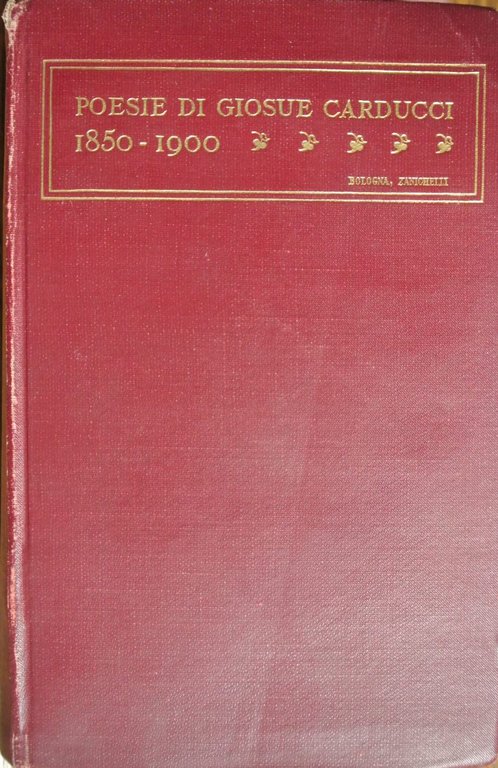 POESIE DI GIOSUE CARDUCCI
1850-1900
BOLOGNA, ZANICHELLI